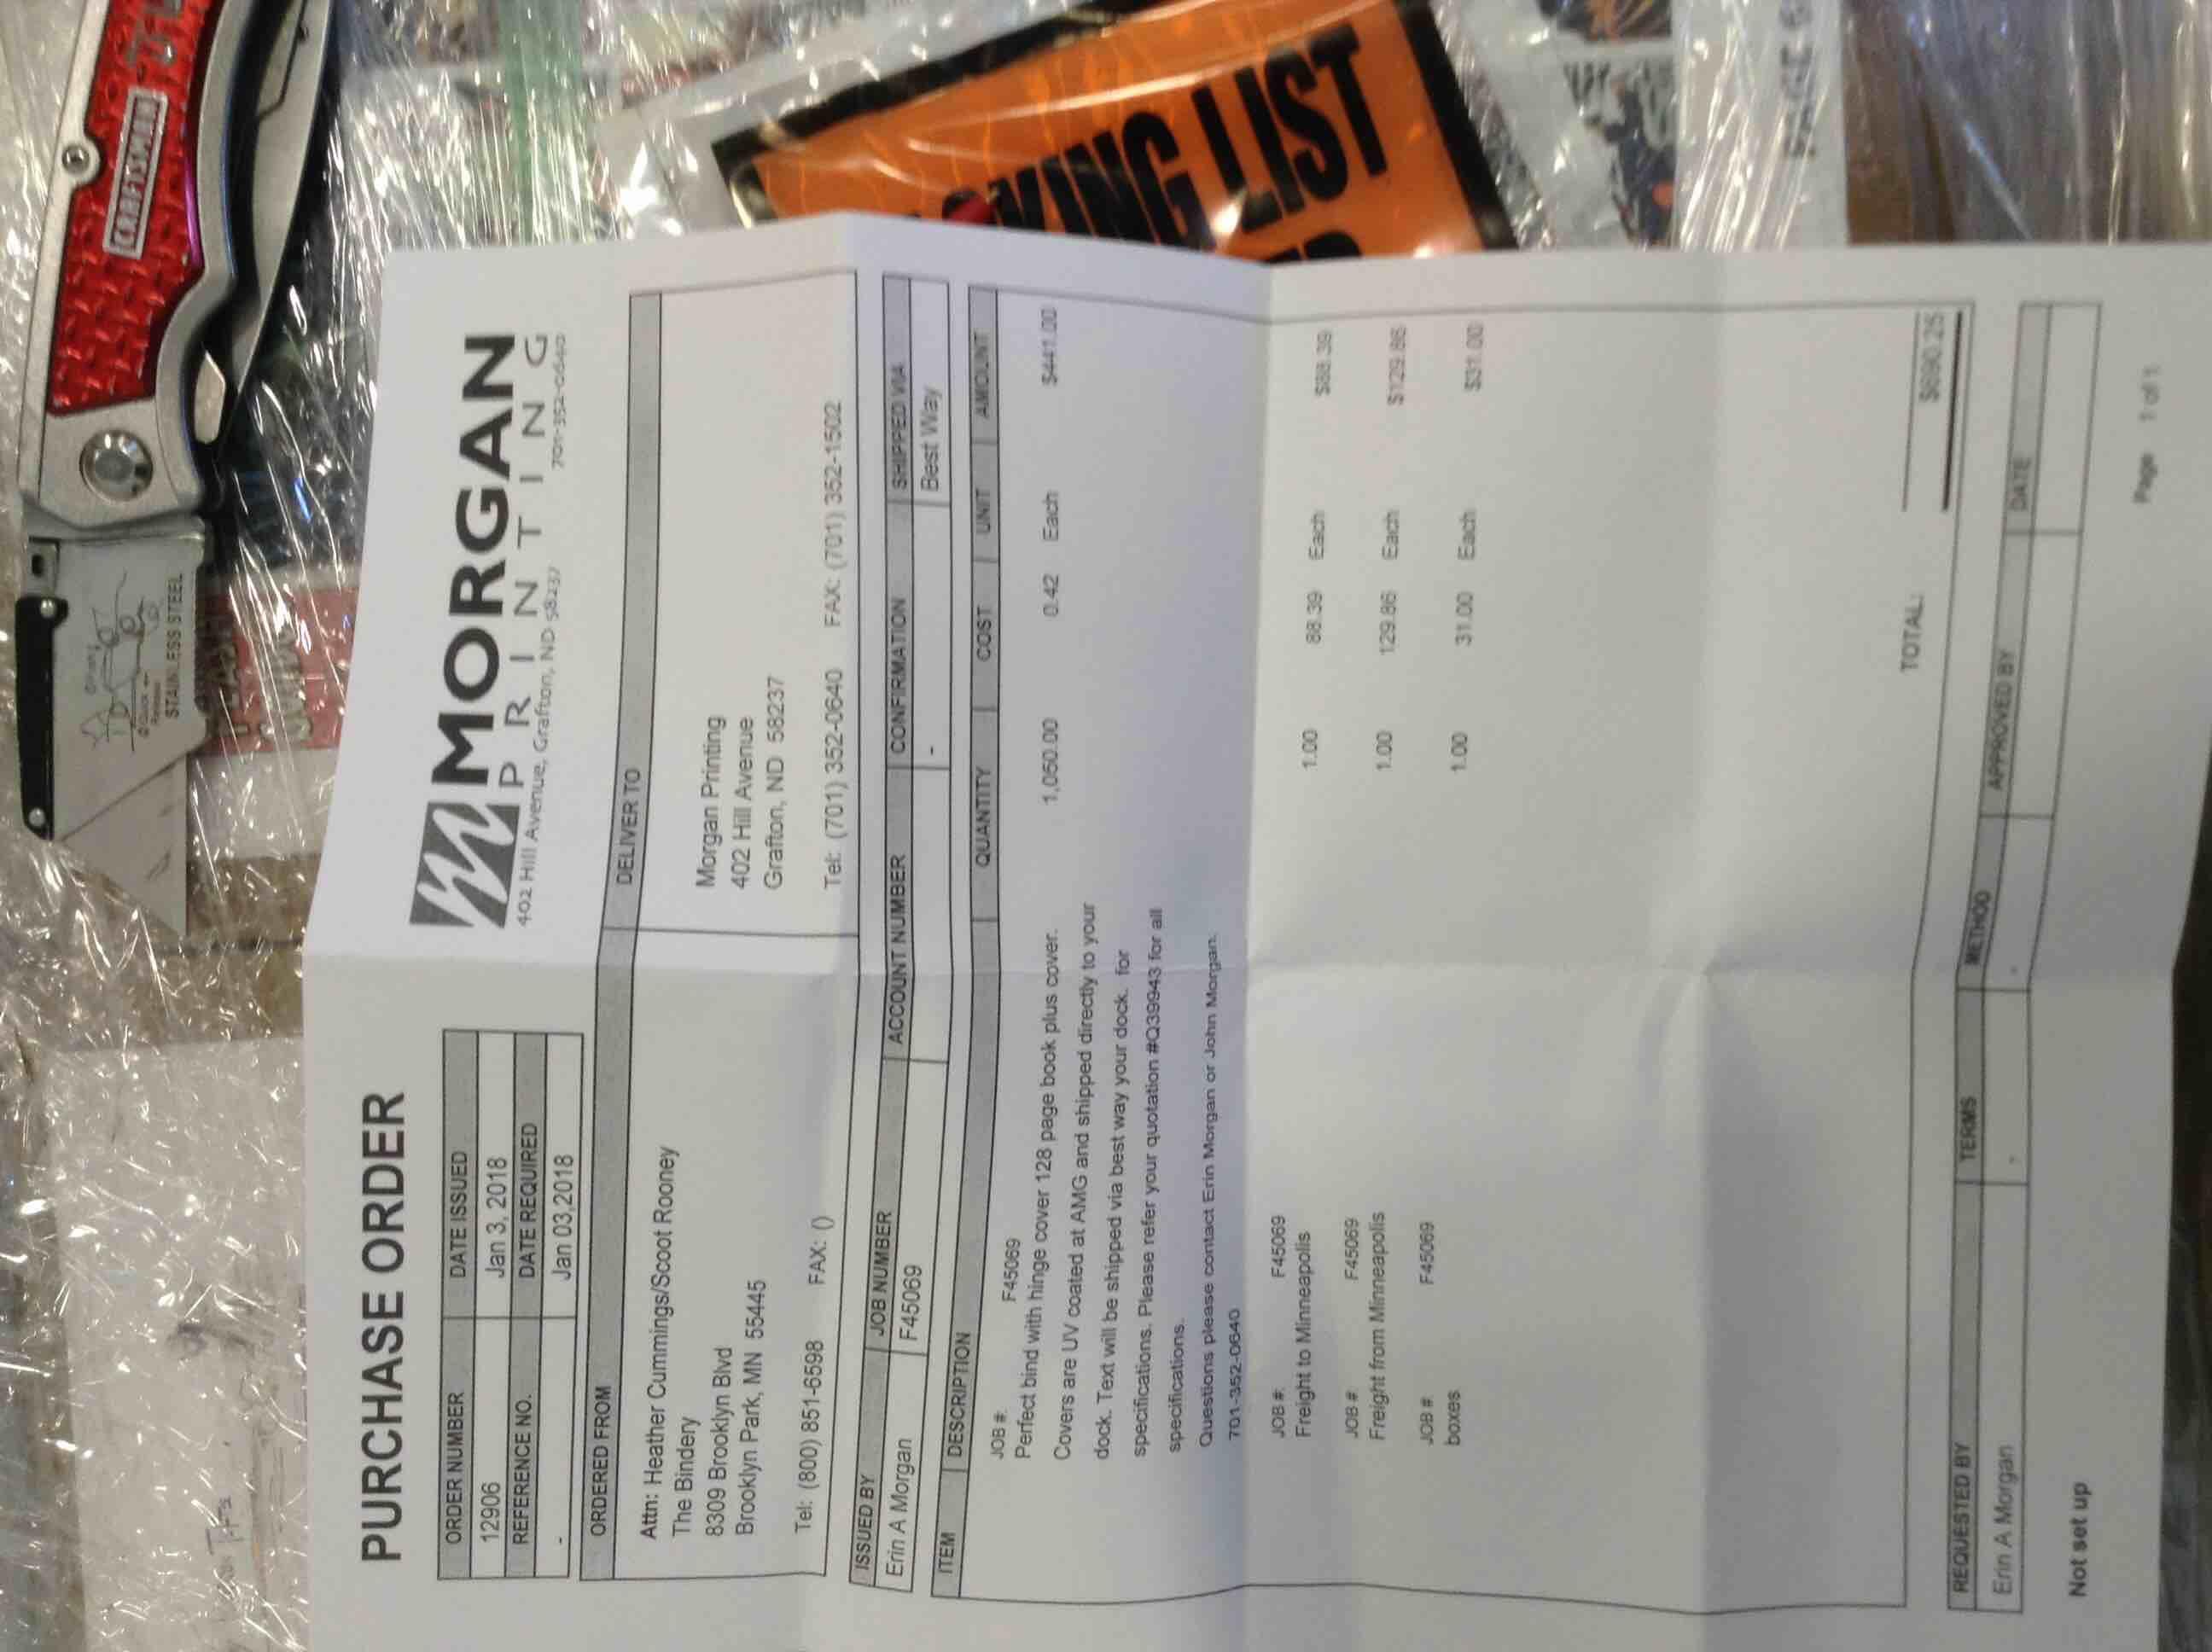 PURCHASE ORDER
MORGAN
PRINTING
402 Hill Avenue, Grafton, ND 58237 701-352-0640
ORDER NUMBER DATE ISSUED
12906 Jan 3, 2018
REFERENCE NO. DATE REQUIRED
- Jan 03,2018
ORDERED FROM DELIVER TO
Attn: Heather Cummings/Scoot Rooney
The Bindery
8309 Brooklyn Blvd
Brooklyn Park, MN 55445
Tel: (800) 851-6598 FAX: ()
Morgan Printing
402 Hill Avenue
Grafton, ND 58237
Tel: (701) 352-0640 FAX: (701) 352-1502
ISSUED BY JOB NUMBER ACCOUNT NUMBER CONFIRMATION SHIPPED VIA
Erin A Morgan F45069 - Best Way
ITEM DESCRIPTION QUANTITY COST UNIT AMOUNT
JOB #: F45069
Perfect bind with hinge cover 128 page book plus cover. 1,050.00 0.42 Each $441.00
Covers are UV coated at AMG and shipped directly to your
dock. Text will be shipped via best way your dock. for
specifications. Please refer your quotation #Q39943 for all
specifications.
Questions please contact Erin Morgan or John Morgan.
701-352-0640
JOB #: F45069
Freight to Minneapolis 1.00 88.39 Each $88.39
JOB # F45069
Freight from Minneapolis 1.00 129.86 Each $129.86
JOB # F45069
boxes 1.00 31.00 Each $31.00
TOTAL: $690.25
REQUESTED BY TERMS METHOD APPROVED BY DATE
Erin A Morgan - -
Not set up
Page 1 of 1
CRAFTSMAN
STAINLESS STEEL
KING LIST
PAGE 6